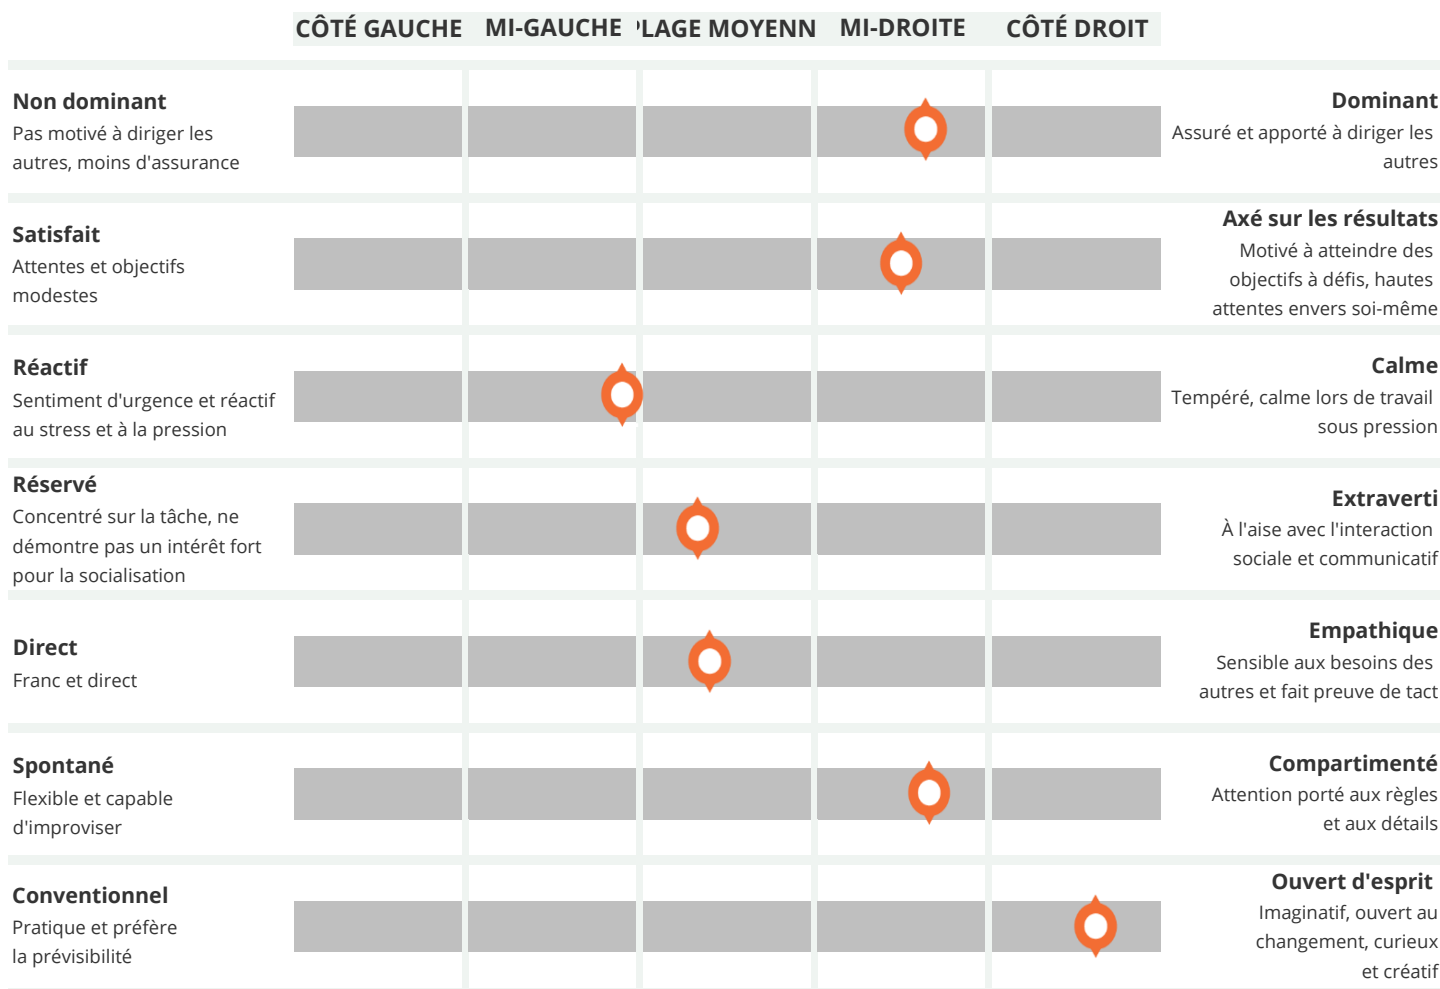 CÔTÉ GAUCHE MI-GAUCHE PLAGE MOYENN MI-DROITE CÔTÉ DROIT
Non dominant
Pas motivé à diriger les
autres, moins d'assurance
Dominant
Assuré et apporté à diriger les
autres
Satisfait
Attentes et objectifs
modestes
Axé sur les résultats
Motivé à atteindre des
objectifs à défis, hautes
attentes envers soi-même
Réactif
Sentiment d'urgence et réactif
au stress et à la pression
Calme
Tempéré, calme lors de travail
sous pression
Réservé
Concentré sur la tâche, ne
démontre pas un intérêt fort
pour la socialisation
Extraverti
À l'aise avec l'interaction
sociale et communicatif
Direct
Franc et direct
Empathique
Sensible aux besoins des
autres et fait preuve de tact
Spontané
Flexible et capable
d'improviser
Compartimenté
Attention porté aux règles
et aux détails
Conventionnel
Pratique et préfère
la prévisibilité
Ouvert d'esprit
Imaginatif, ouvert au
changement, curieux
et créatif